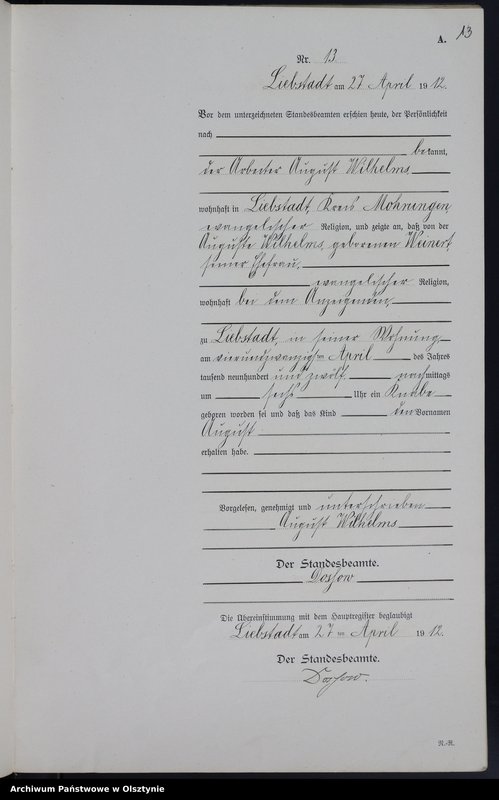 13
A.
Nr. 13.
Liebstadt am 27 April 1912.
Vor dem unterzeichneten Standesbeamten erschien heute, der Persönlichkeit
nach
bekannt,
der Arbeiter August Wilhelms
wohnhaft in Liebstadt, Kreis Mohrungen,
evangelischer Religion, und zeigte an, daß von der
Auguste Wilhelms, geborenen Weinert
seiner Ehefrau,
evangelischer Religion,
wohnhaft bei dem Anzeigenden,
zu Liebstadt, in seiner Wohnung
am vierundzwanzigsten April des Jahres
tausend neunhundert und zwölf nachmittags
um sechs Uhr ein Knabe
geboren worden sei und daß das Kind den Vornamen
August
erhalten habe.
Vorgelesen, genehmigt und unterschrieben
August Wilhelms
Der Standesbeamte.
Die Übereinstimmung mit dem Hauptregister beglaubigt
Liebstadt am 27 ten April 1912.
Der Standesbeamte.
R.-R.
Archiwum Państwowe w Olsztynie